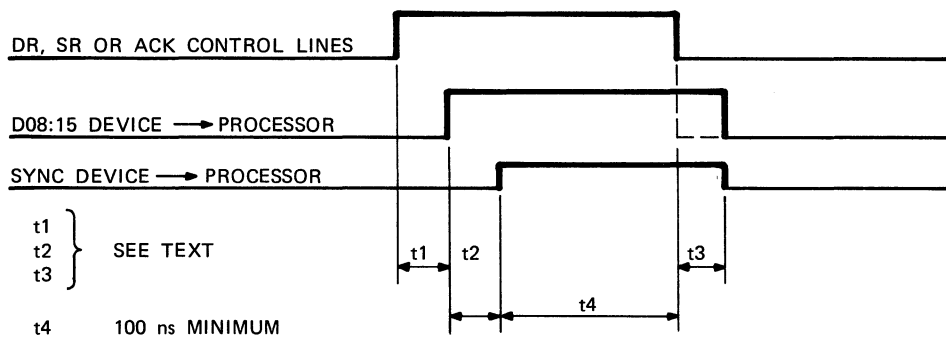 DR, SR OR ACK CONTROL LINES
D08:15 DEVICE → PROCESSOR
SYNC DEVICE → PROCESSOR
t1
t2 SEE TEXT
t3
t1 t2 t3
t4
t4 100 ns MINIMUM